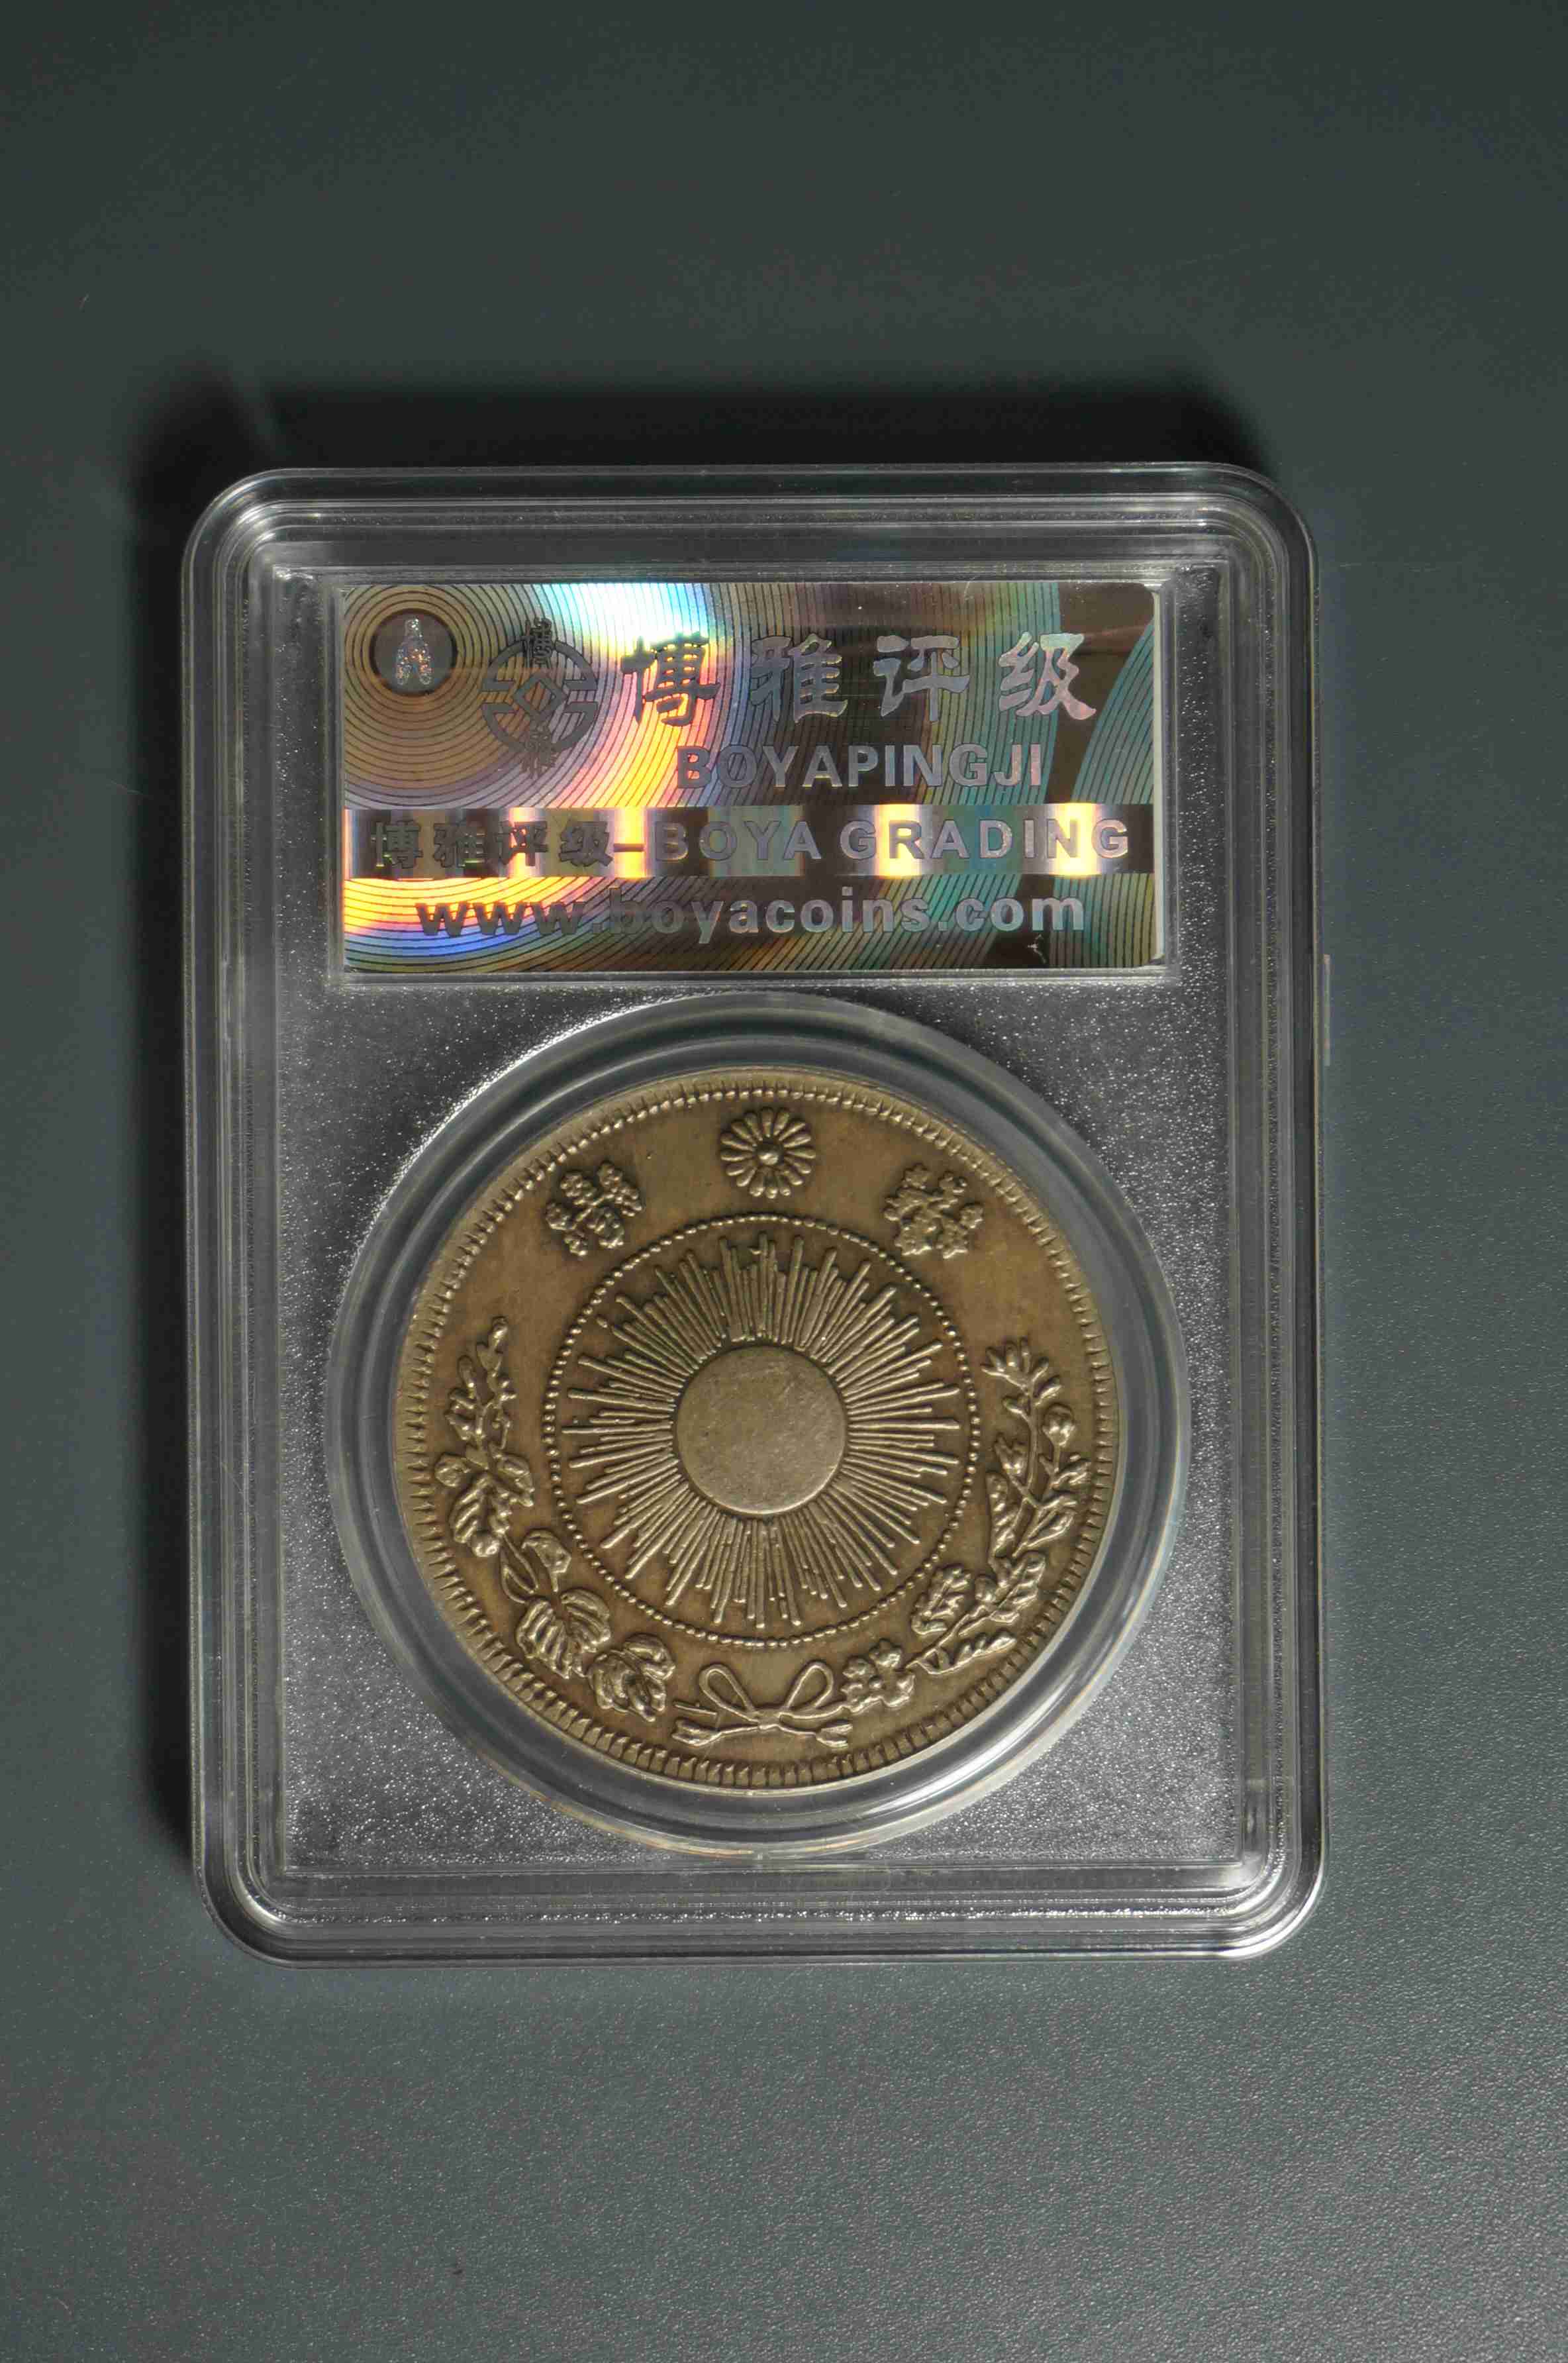 博雅评级
BOYAPINGJI
博雅评级-BOYA GRADING
www.boyacoins.com